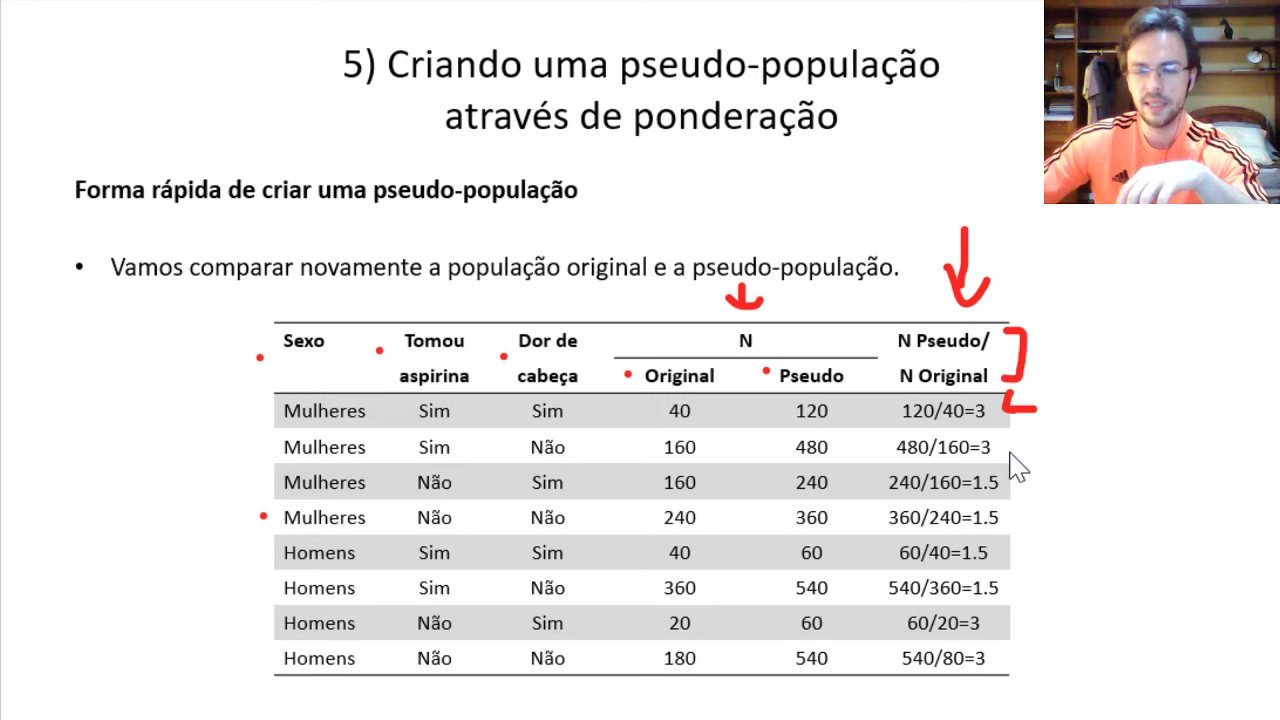 5) Criando uma pseudo-população
através de ponderação
Forma rápida de criar uma pseudo-população
• Vamos comparar novamente a população original e a pseudo-população.
Sexo Tomou aspirina Dor de cabeça N N Pseudo/ N Original
Original Pseudo
Mulheres Sim Sim 40 120 120/40=3
Mulheres Sim Não 160 480 480/160=3
Mulheres Não Sim 160 240 240/160=1.5
Mulheres Não Não 240 360 360/240=1.5
Homens Sim Sim 40 60 60/40=1.5
Homens Sim Não 360 540 540/360=1.5
Homens Não Sim 20 60 60/20=3
Homens Não Não 180 540 540/80=3